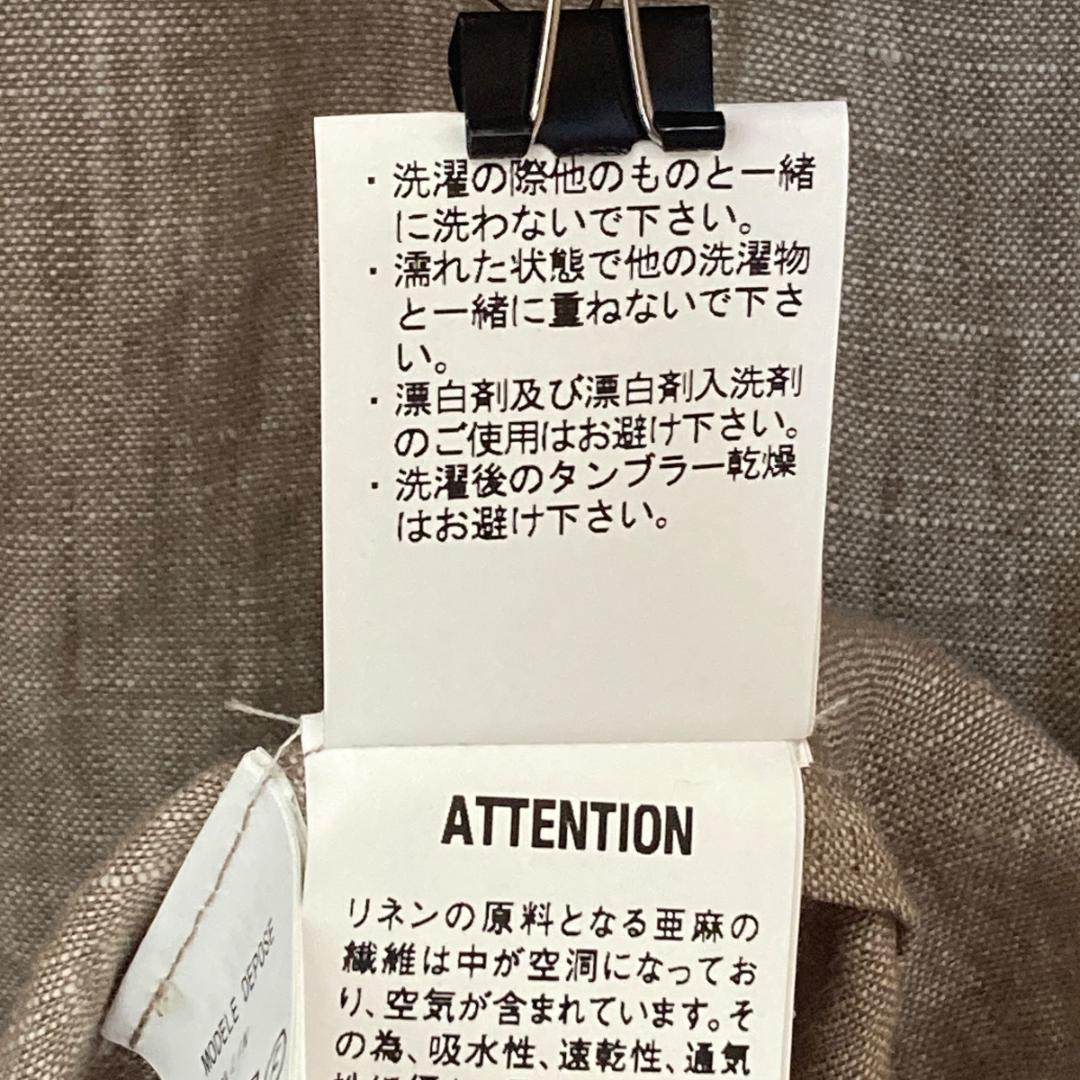 ・洗濯の際他のものと一緒
に洗わないで下さい。
・濡れた状態で他の洗濯物
と一緒に重ねないで下さ
い。
・漂白剤及び漂白剤入洗剤
のご使用はお避け下さい。
・洗濯後のタンブラー乾燥
はお避け下さい。
ATTENTION
リネンの原料となる亜麻の
繊維は中が空洞になってお
り、空気が含まれています。そ
の為、吸水性、速乾性、通気
MODELE DEPOSE